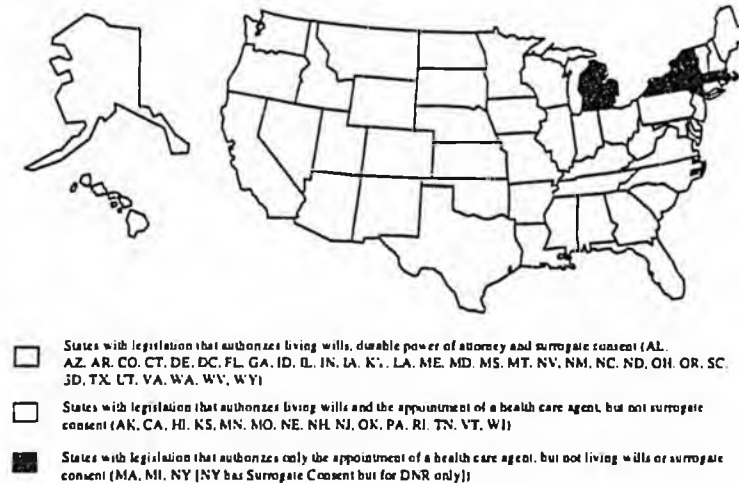 States with legislation that authorizes living wills, durable power of attorney and surrogate consent (AL.
AZ. AR. CO. CT. DE. DC. FL. GA. ID. IL. IN. IA. LA. ME. MD. MS. MT. NV. NM. NC. ND. OH. OR. SC.
TX. UT. VA. WA. WV. WY)
States with legislation that authorizes living wills and the appointment of a health care agent, but not surrogate
consent (AK, CA, HI, KS, MN, MO, NE, NH, NJ, OK, PA, RI, TN, VT, WI)
States with legislation that authorizes only the appointment of a health care agent, but not living wills or surrogate
consent (MA, MI, NY [NY has Surrogate Consent but for DNR only])